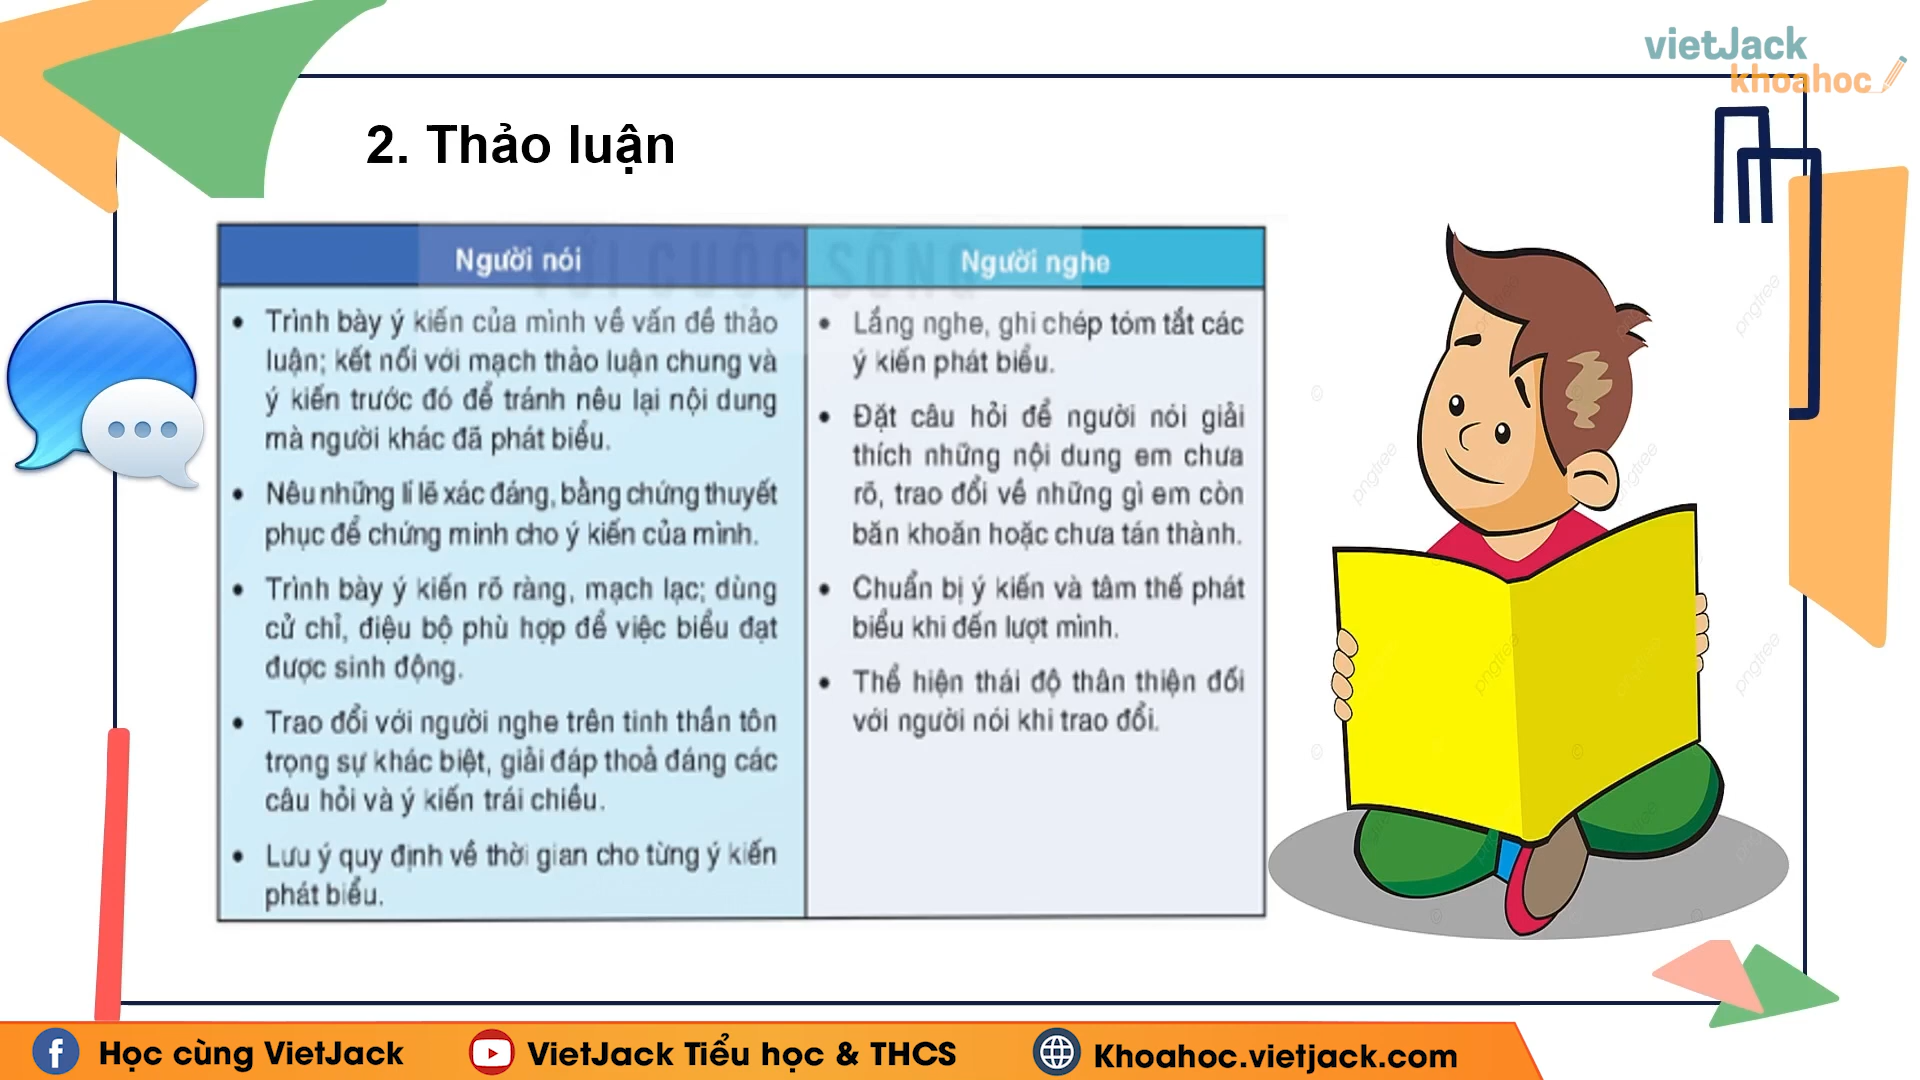 vietJack
khoahoc
2. Thảo luận
Người nói
Trình bày ý kiến của mình về vấn đề thảo
luận; kết nối với mạch thảo luận chung và
ý kiến trước đó để tránh nêu lại nội dung
mà người khác đã phát biểu.
Nêu những lí lẽ xác đáng, bằng chứng thuyết
phục để chứng minh cho ý kiến của mình.
Trình bày ý kiến rõ ràng, mạch lạc; dùng
cử chỉ, điệu bộ phù hợp để việc biểu đạt
được sinh động.
Trao đổi với người nghe trên tinh thần tôn
trọng sự khác biệt, giải đáp thoả đáng các
câu hỏi và ý kiến trái chiều.
Lưu ý quy định về thời gian cho từng ý kiến
phát biểu.
Người nghe
Lắng nghe, ghi chép tóm tắt các
ý kiến phát biểu.
Đặt câu hỏi để người nói giải
thích những nội dung em chưa
rõ, trao đổi về những gì em còn
băn khoăn hoặc chưa tán thành.
Chuẩn bị ý kiến và tâm thế phát
biểu khi đến lượt mình.
Thể hiện thái độ thân thiện đối
với người nói khi trao đổi.
CUỘC SỐNG
pngtree
pngtree
pngtree
pngtree
pngtree
pngtree
pngtree
Học cùng VietJack
VietJack Tiểu học & THCS
Khoahoc.vietjack.com